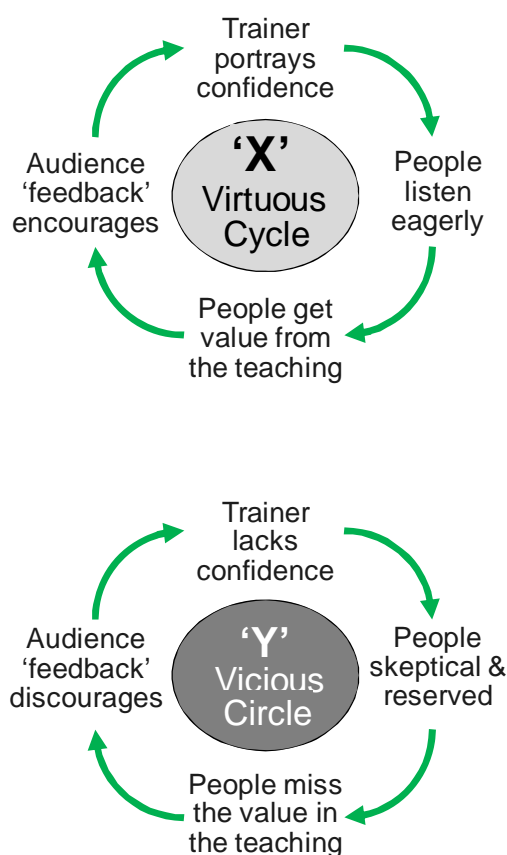 Trainer
portrays
confidence
‘X’
Virtuous
Cycle
People
listen
eagerly
People get
value from
the teaching
Audience
‘feedback’
encourages
Trainer
lacks
confidence
‘Y’
Vicious
Circle
People
skeptical &
reserved
People miss
the value in
the teaching
Audience
‘feedback’
discourages